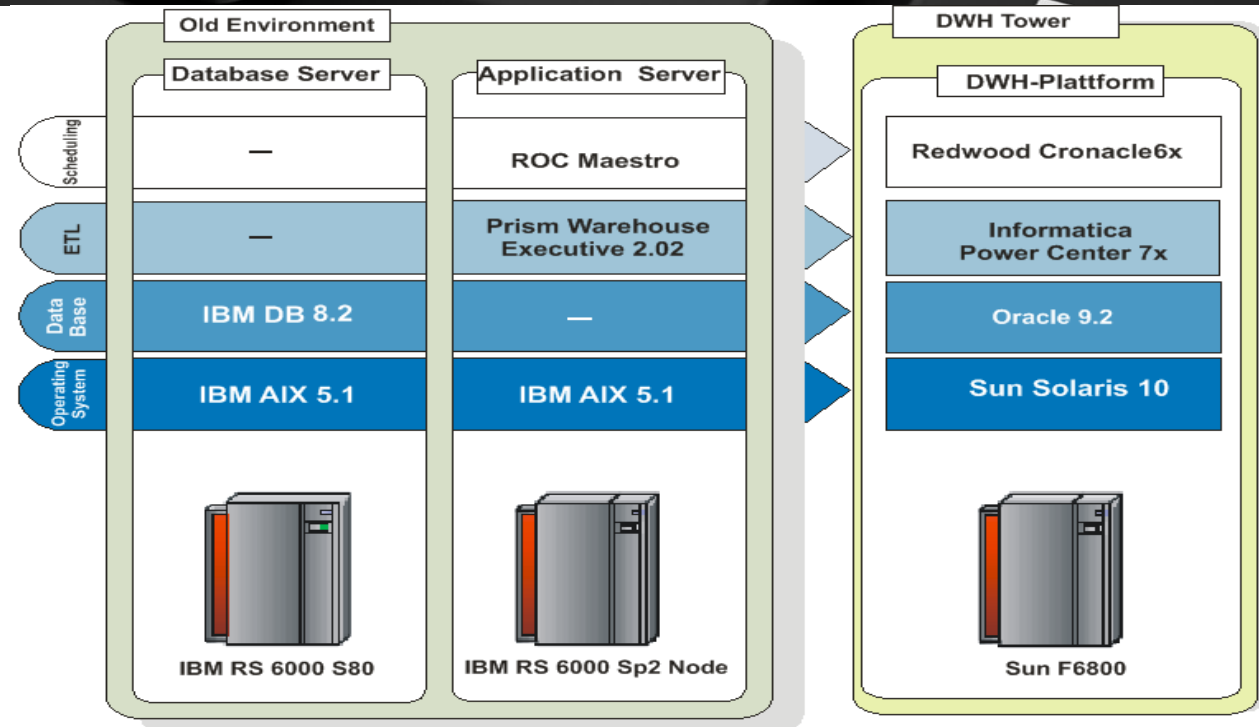 Old Environment
DWH Tower
Database Server
Application Server
DWH-Plattform
Scheduling
—
ROC Maestro
Redwood Cronacle6x
ETL
—
Prism Warehouse
Executive 2.02
Informatica
Power Center 7x
Data
Base
IBM DB 8.2
—
Oracle 9.2
Operating
System
IBM AIX 5.1
IBM AIX 5.1
Sun Solaris 10
IBM RS 6000 S80
IBM RS 6000 Sp2 Node
Sun F6800